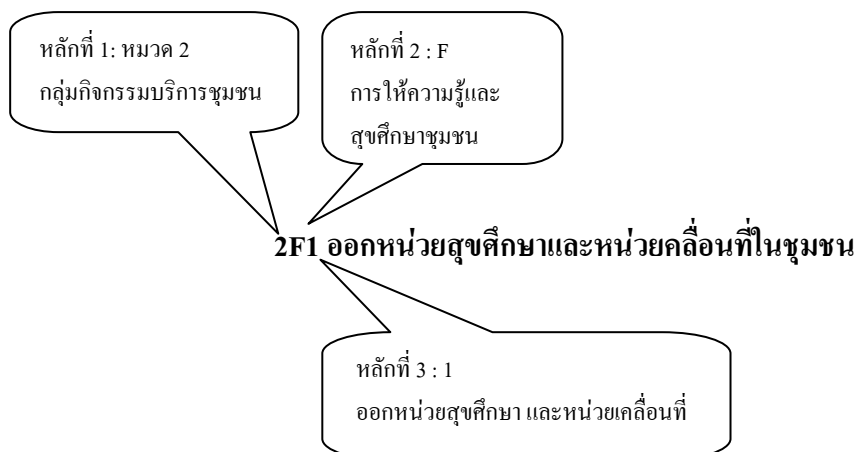 หลักที่ 1: หมวด 2
กลุ่มกิจกรรมบริการชุมชน
หลักที่ 2 : F
การให้ความรู้และ
สุขศึกษาชุมชน
2F1 ออกหน่วยสุขศึกษาและหน่วยคลื่อนที่ในชุมชน
หลักที่ 3 : 1
ออกหน่วยสุขศึกษา และหน่วยเคลื่อนที่